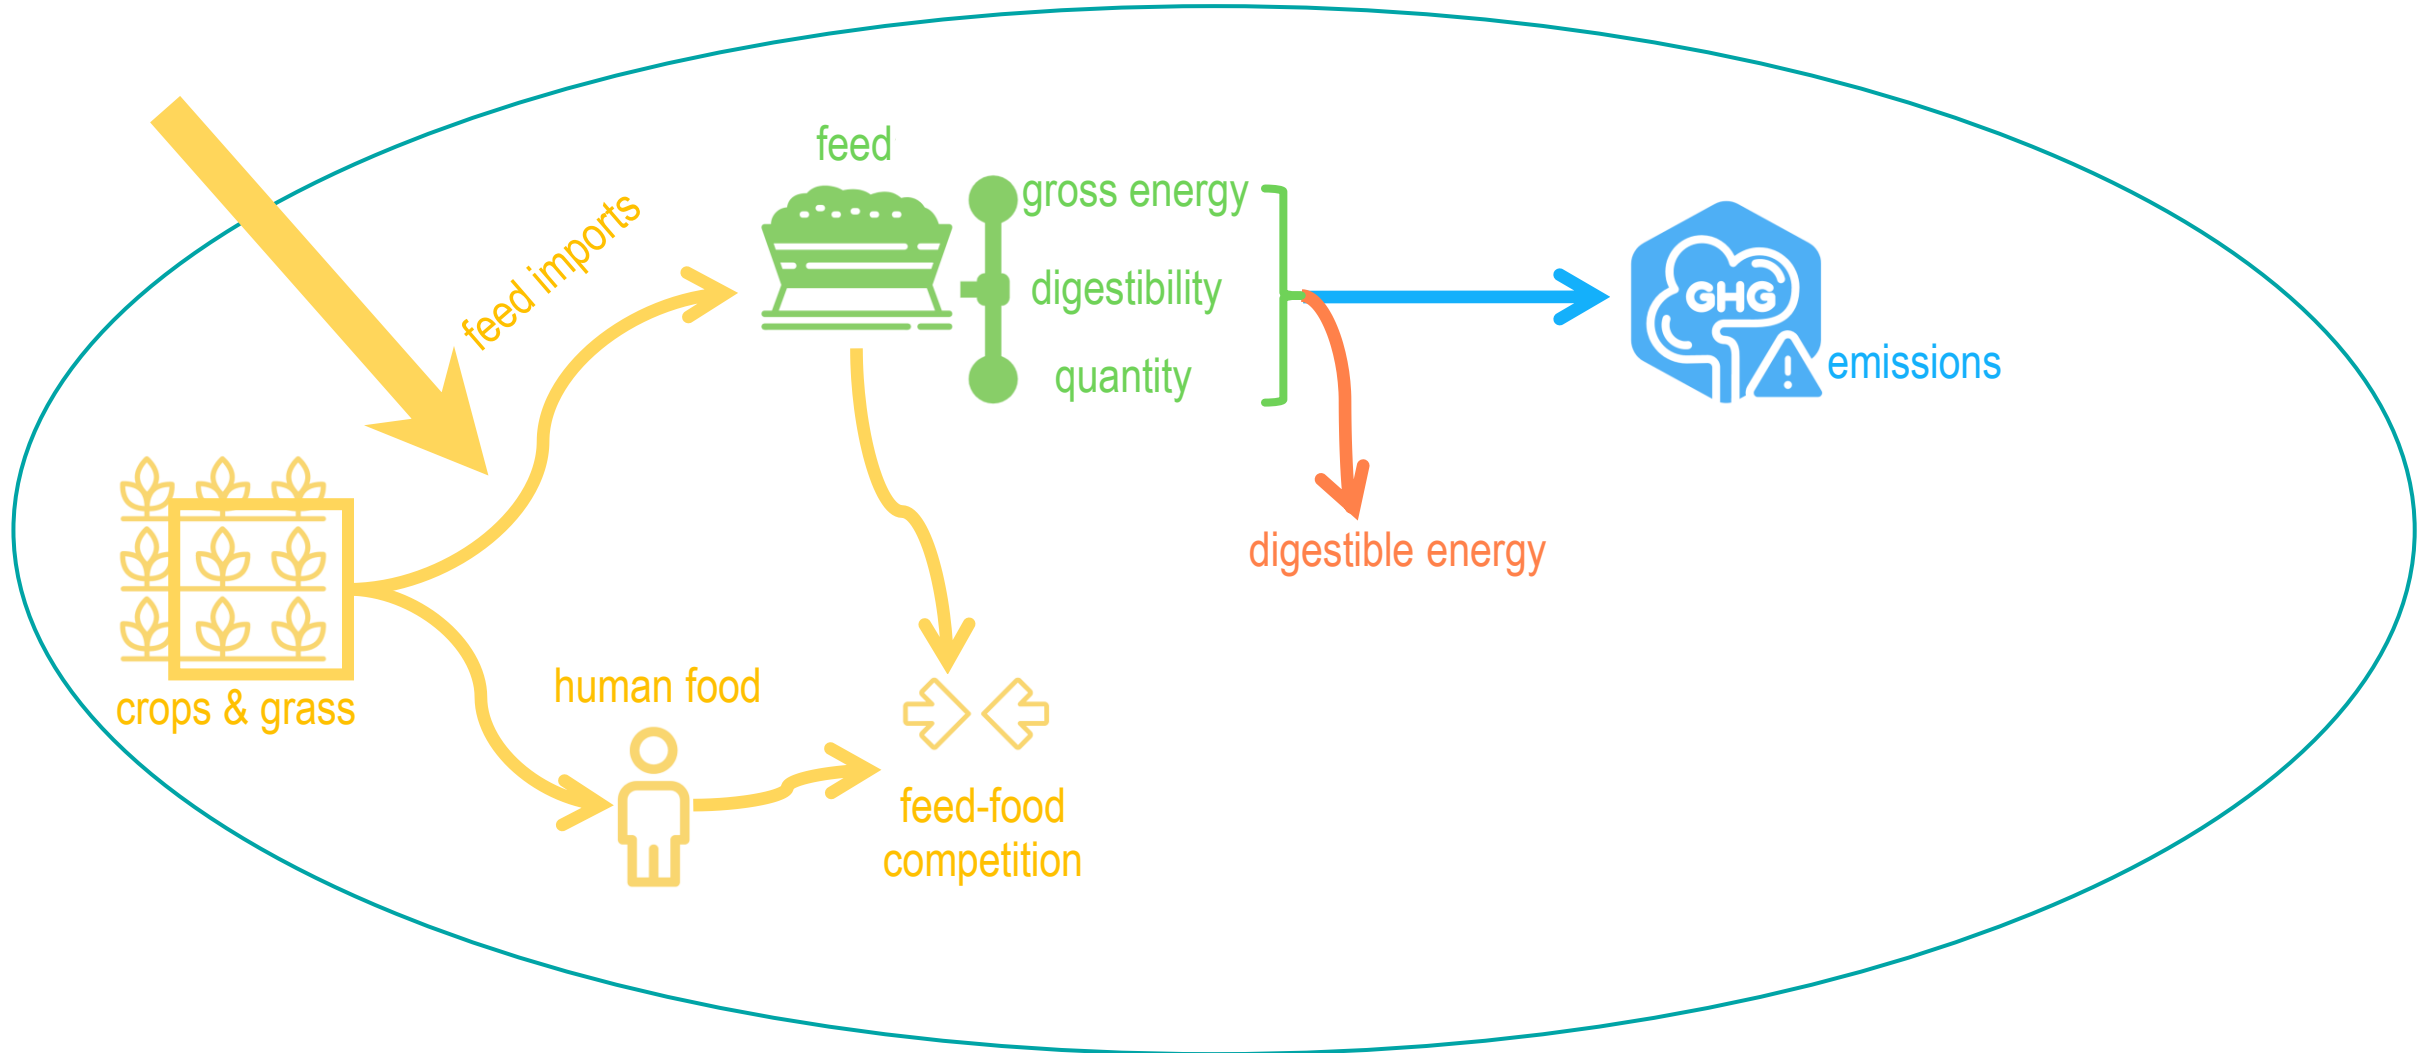 feed
gross energy
feed imports
digestibility
GHG
quantity
emissions
digestible energy
human food
crops & grass
feed-food
competition